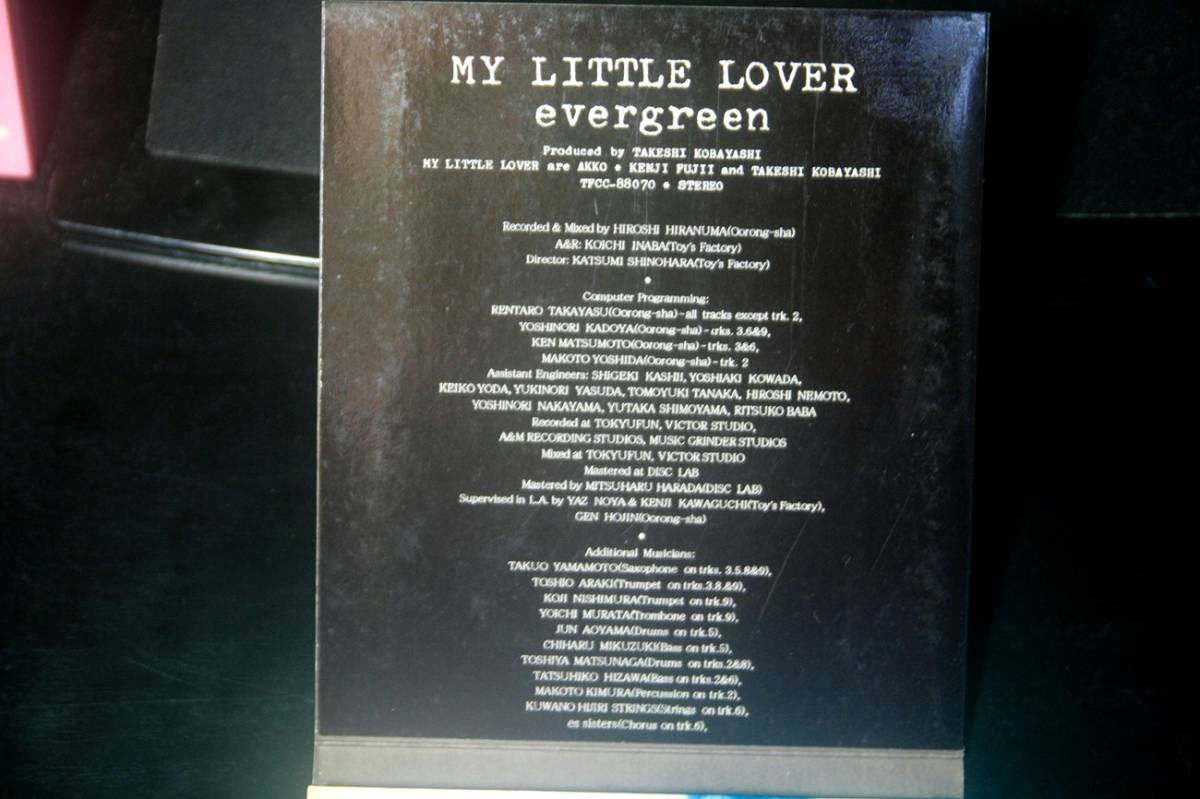 MY LITTLE LOVER
evergreen
Produced by TAKESHI KOBAYASHI
MY LITTLE LOVER are AKKO • KENJI FUJII and TAKESHI KOBAYASHI
TFCC-88070 • STEREO
Recorded & Mixed by HIROSHI HIRANUMA(Oorong-sha)
A&R: KOICHI INABA(Toy's Factory)
Director: KATSUMI SHINOHARA(Toy's Factory)
•
Computer Programming:
RENTARO TAKAYASU(Oorong-sha)-all tracks except trk. 2,
YOSHINORI KADOYA(Oorong-sha)-trks. 3.6&9,
KEN MATSUMOTO(Oorong-sha)-trks. 3&6,
MAKOTO YOSHIDA(Oorong-sha)-trk. 2
Assistant Engineers: SHIGEKI KASHII, YOSHIAKI KOWADA,
KEIKO YODA, YUKINORI YASUDA, TOMOYUKI TANAKA, HIROSHI NEMOTO,
YOSHINORI NAKAYAMA, YUTAKA SHIMOYAMA, RITSUKO BABA
Recorded at TOKYUFUN, VICTOR STUDIO,
A&M RECORDING STUDIOS, MUSIC GRINDER STUDIOS
Mixed at TOKYUFUN, VICTOR STUDIO
Mastered at DISC LAB
Mastered by MITSUHARU HARADA(DISC LAB)
Supervised in L.A. by YAZ NOYA & KENJI KAWAGUCHI(Toy's Factory),
GEN HOJIN(Oorong-sha)
•
Additional Musicians:
TAKUO YAMAMOTO(Saxophone on trks. 3.5.8&9),
TOSHIO ARAKI(Trumpet on trks.3.8.&9),
KOJI NISHIMURA(Trumpet on trk.9),
YOICHI MURATA(Trombone on trk.9),
JUN AOYAMA(Drums on trk.5),
CHIHARU MIKUZUKI(Bass on trk.5),
TOSHIYA MATSUNAGA(Drums on trks.2&8),
TATSUHIKO HIZAWA(Bass on trks.2&6),
MAKOTO KIMURA(Percussion on trk.2),
KUWANO HIJIRI STRINGS(Strings on trk.6),
es sisters(Chorus on trk.6),